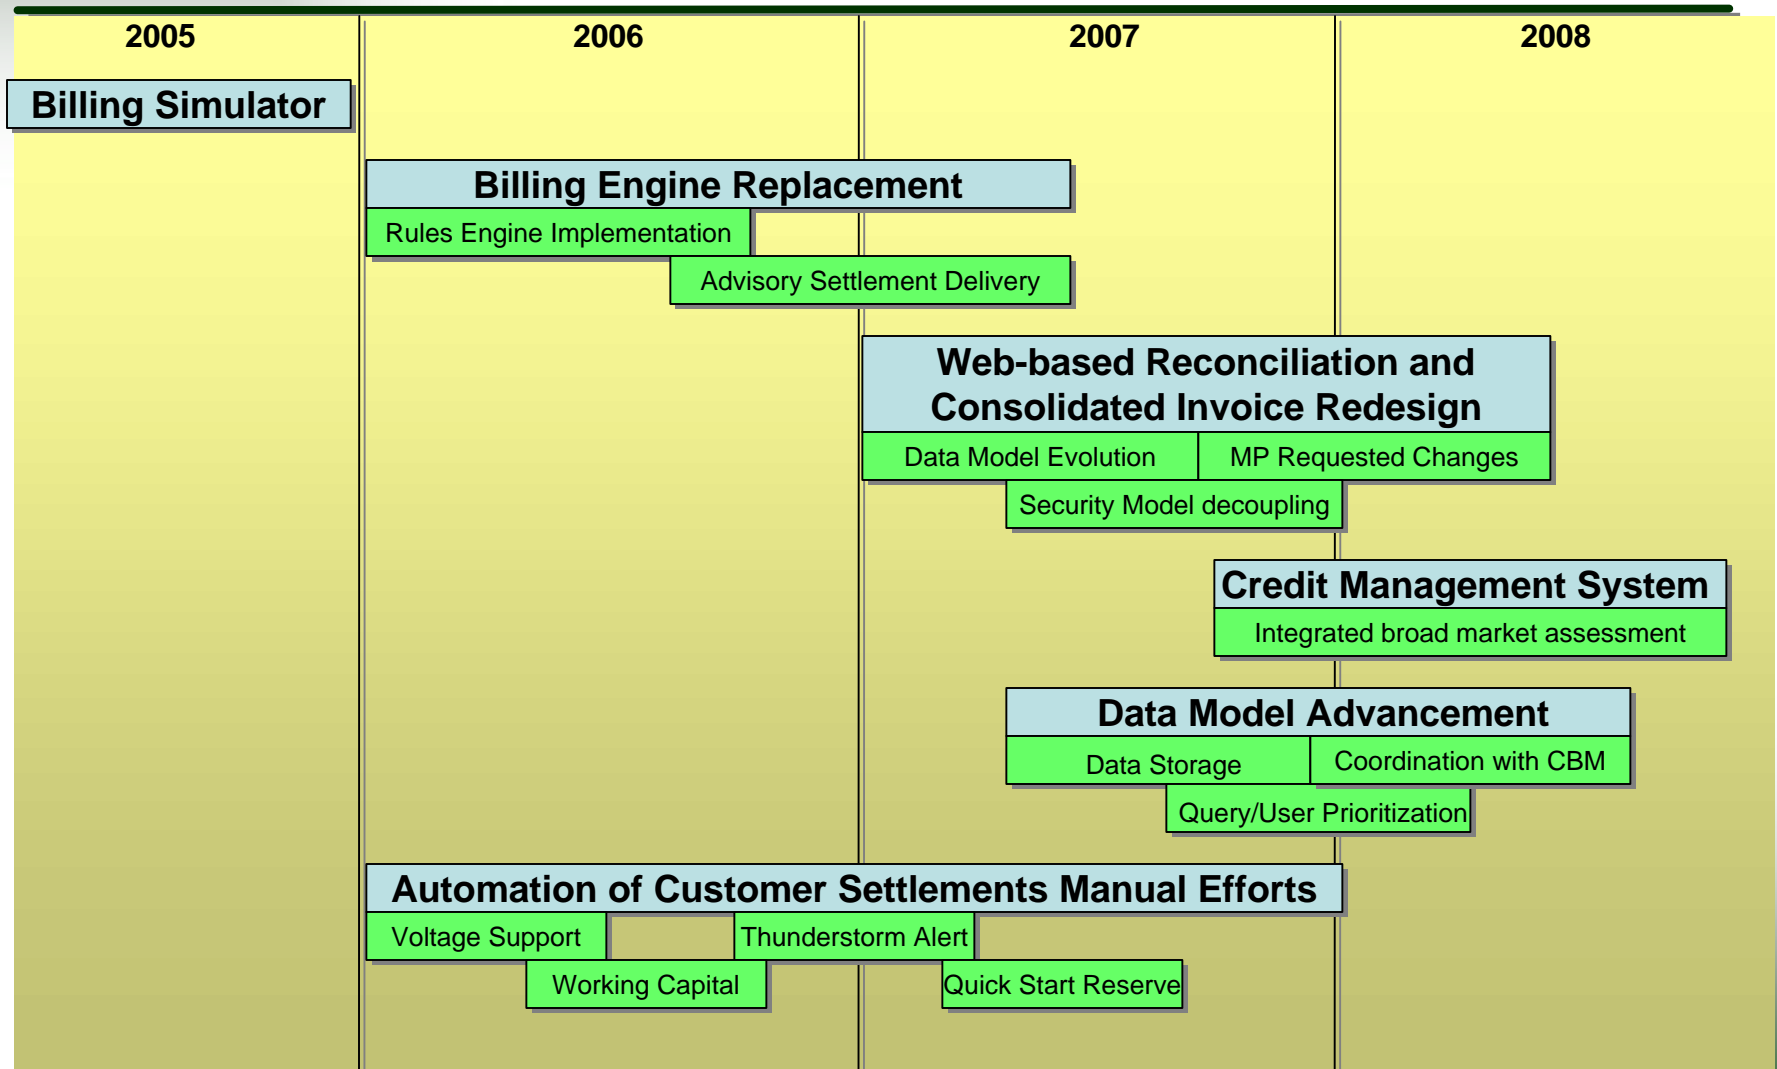 2005 2006 2007 2008
Billing Simulator
Billing Engine Replacement
Rules Engine Implementation
Advisory Settlement Delivery
Web-based Reconciliation and
Consolidated Invoice Redesign
Data Model Evolution MP Requested Changes
Security Model decoupling
Credit Management System
Integrated broad market assessment
Data Model Advancement
Data Storage Coordination with CBM
Query/User Prioritization
Automation of Customer Settlements Manual Efforts
Voltage Support Thunderstorm Alert
Working Capital Quick Start Reserve